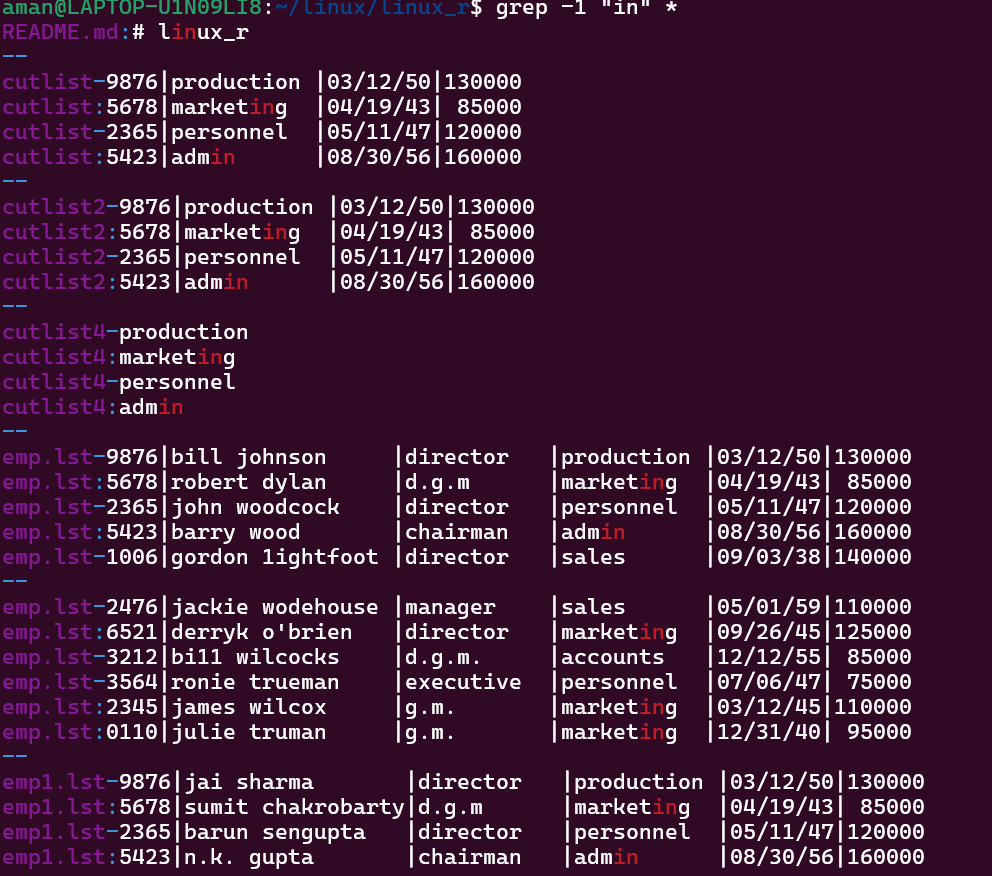 aman@LAPTOP-U1N09LI8:~/linux/linux_r$ grep -1 "in" *
README.md:# linux_r
--
cutlist-9876|production |03/12/50|130000
cutlist:5678|marketing  |04/19/43| 85000
cutlist-2365|personnel  |05/11/47|120000
cutlist:5423|admin      |08/30/56|160000
--
cutlist2-9876|production |03/12/50|130000
cutlist2:5678|marketing  |04/19/43| 85000
cutlist2-2365|personnel  |05/11/47|120000
cutlist2:5423|admin      |08/30/56|160000
--
cutlist4-production
cutlist4:marketing
cutlist4-personnel
cutlist4:admin
--
emp.lst-9876|bill johnson     |director   |production |03/12/50|130000
emp.lst:5678|robert dylan     |d.g.m      |marketing  |04/19/43| 85000
emp.lst-2365|john woodcock    |director   |personnel  |05/11/47|120000
emp.lst:5423|barry wood       |chairman   |admin      |08/30/56|160000
emp.lst-1006|gordon 1ightfoot |director   |sales      |09/03/38|140000
--
emp.lst-2476|jackie wodehouse |manager    |sales      |05/01/59|110000
emp.lst:6521|derryk o'brien   |director   |marketing  |09/26/45|125000
emp.lst-3212|bi11 wilcocks    |d.g.m.     |accounts   |12/12/55| 85000
emp.lst-3564|ronie trueman    |executive  |personnel  |07/06/47| 75000
emp.lst:2345|james wilcox     |g.m.       |marketing  |03/12/45|110000
emp.lst:0110|julie truman     |g.m.       |marketing  |12/31/40| 95000
--
emp1.lst-9876|jai sharma       |director   |production |03/12/50|130000
emp1.lst:5678|sumit chakrobarty|d.g.m      |marketing  |04/19/43| 85000
emp1.lst-2365|barun sengupta   |director   |personnel  |05/11/47|120000
emp1.lst:5423|n.k. gupta       |chairman   |admin      |08/30/56|160000